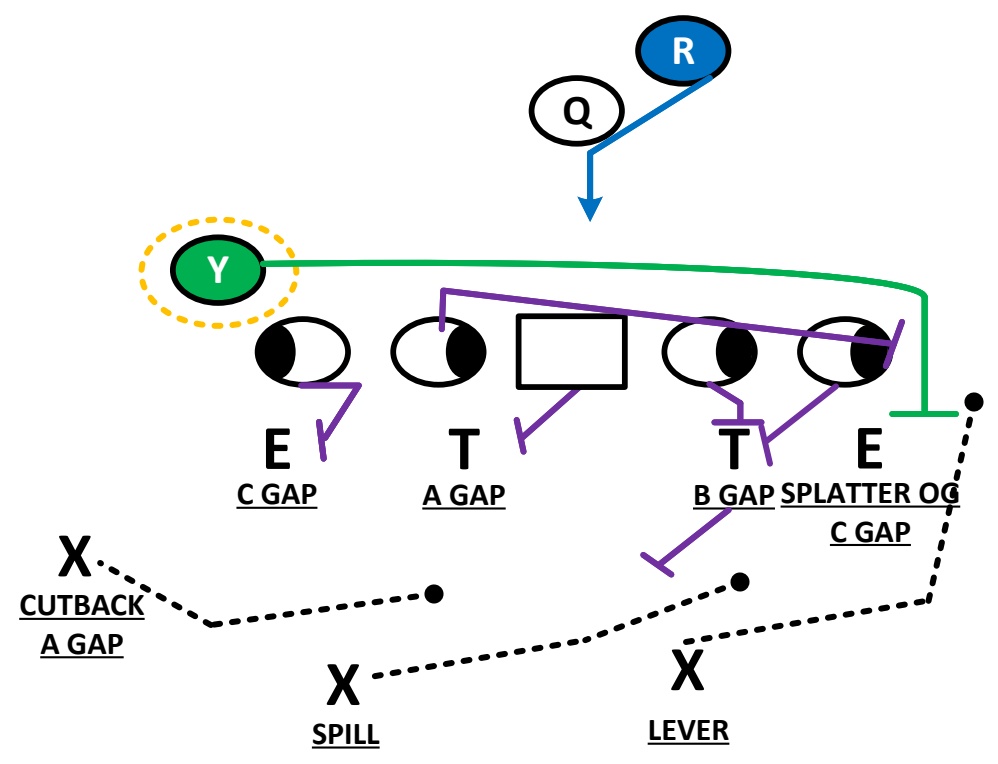 R
Q
Y
E T T E
C GAP A GAP B GAP SPLATTER OG
C GAP
X
CUTBACK
A GAP
X X
SPILL LEVER